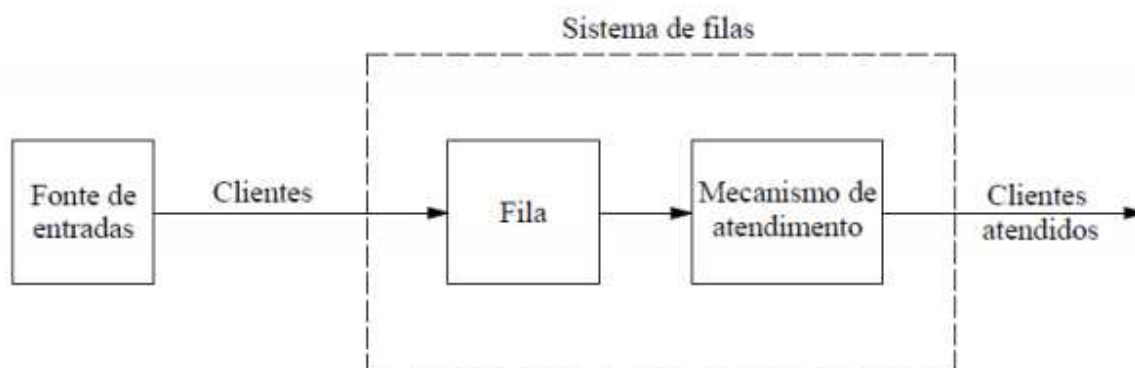 Sistema de filas
Fonte de
entradas
Clientes
Fila
Mecanismo de
atendimento
Clientes
atendidos